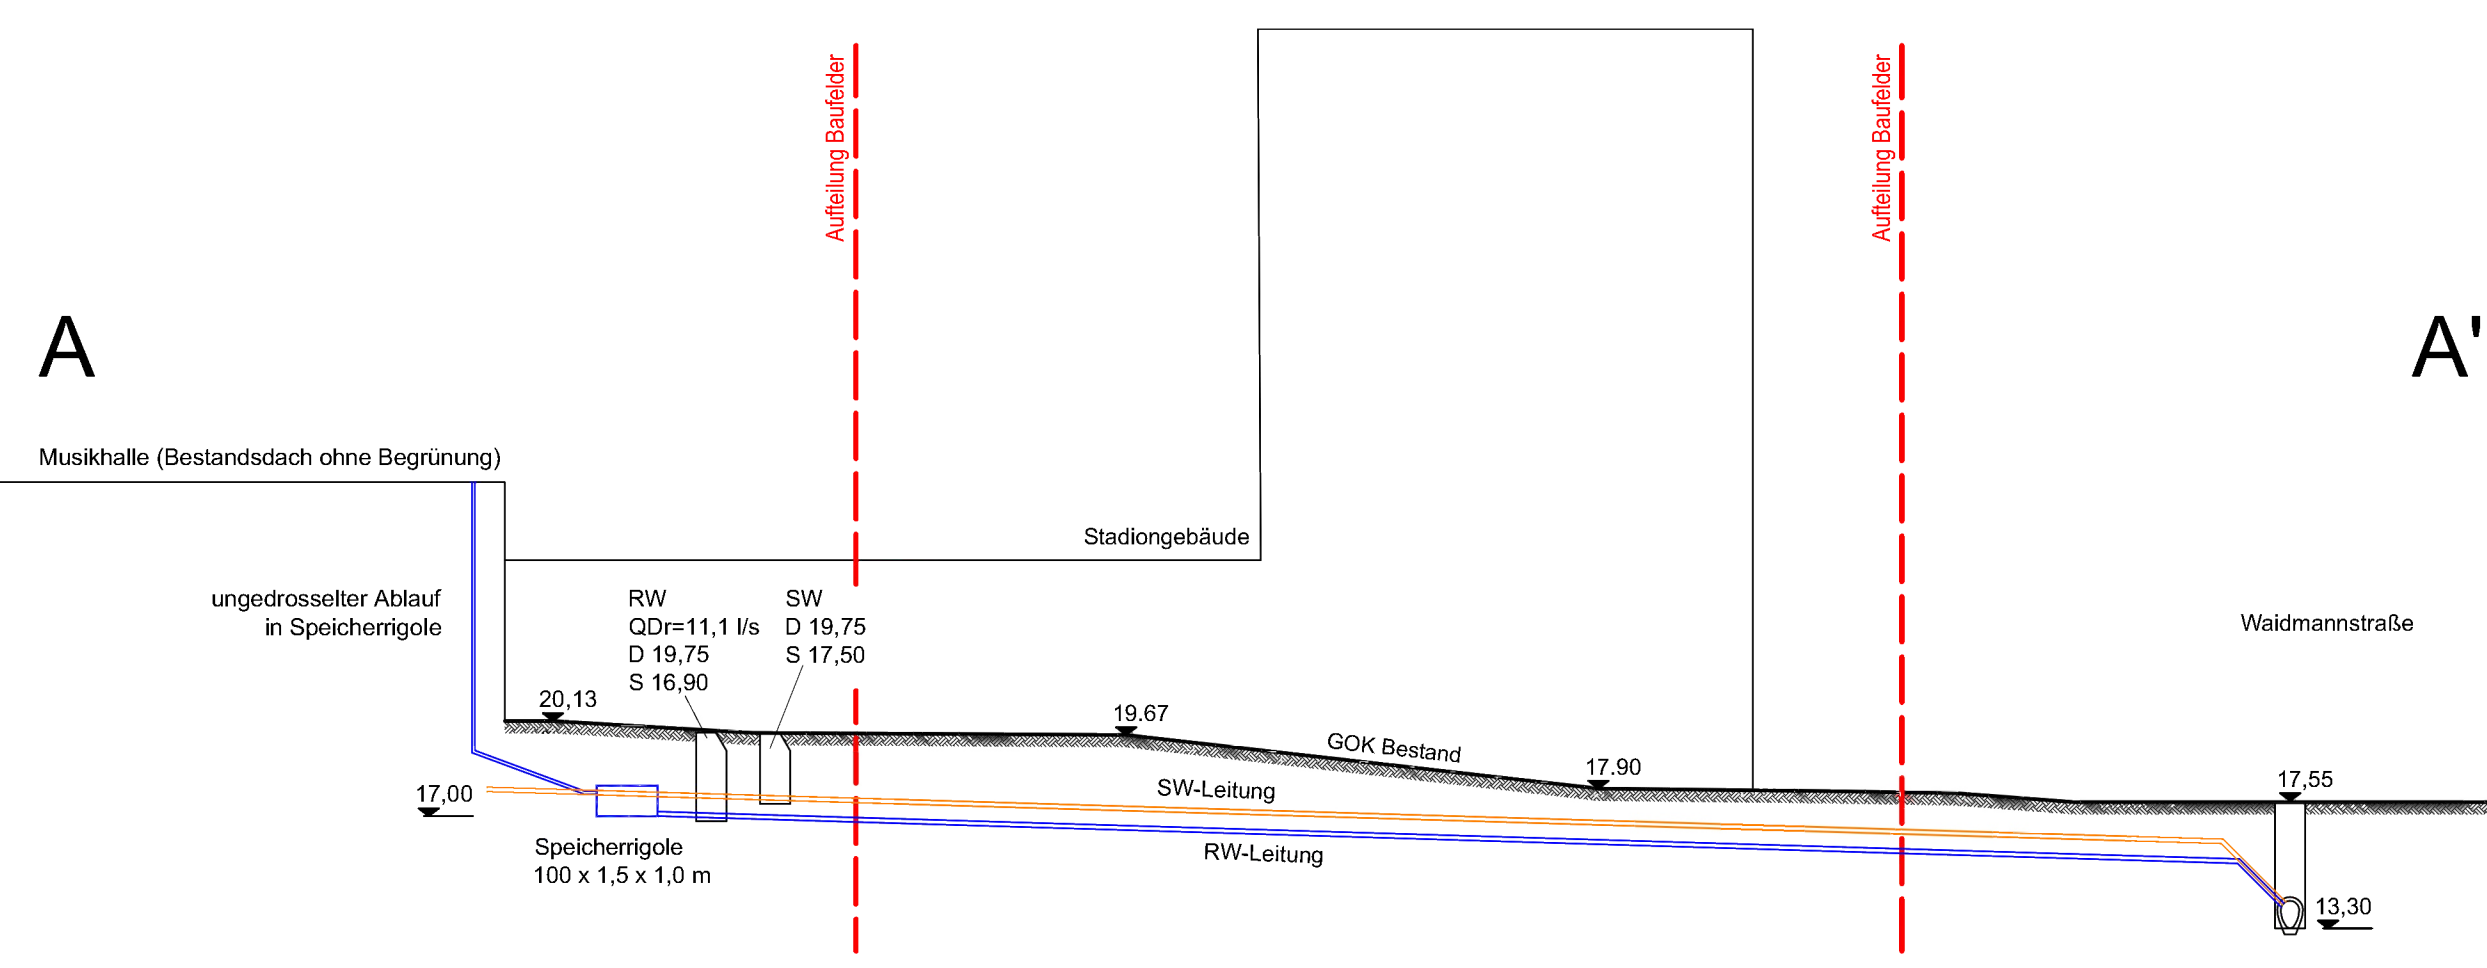 Aufteilung Baufelder
Aufteilung Baufelder
A
A'
Musikhalle (Bestandsdach ohne Begrünung)
Stadiongebäude
ungedrosselter Ablauf
in Speicherrigole
RW
QDr=11,1 l/s
D 19,75
S 16,90
SW
D 19,75
S 17,50
Waidmannstraße
20,13
19.67
GOK Bestand
17.90
17,55
SW-Leitung
17,00
Speicherrigole
100 x 1,5 x 1,0 m
RW-Leitung
13,30